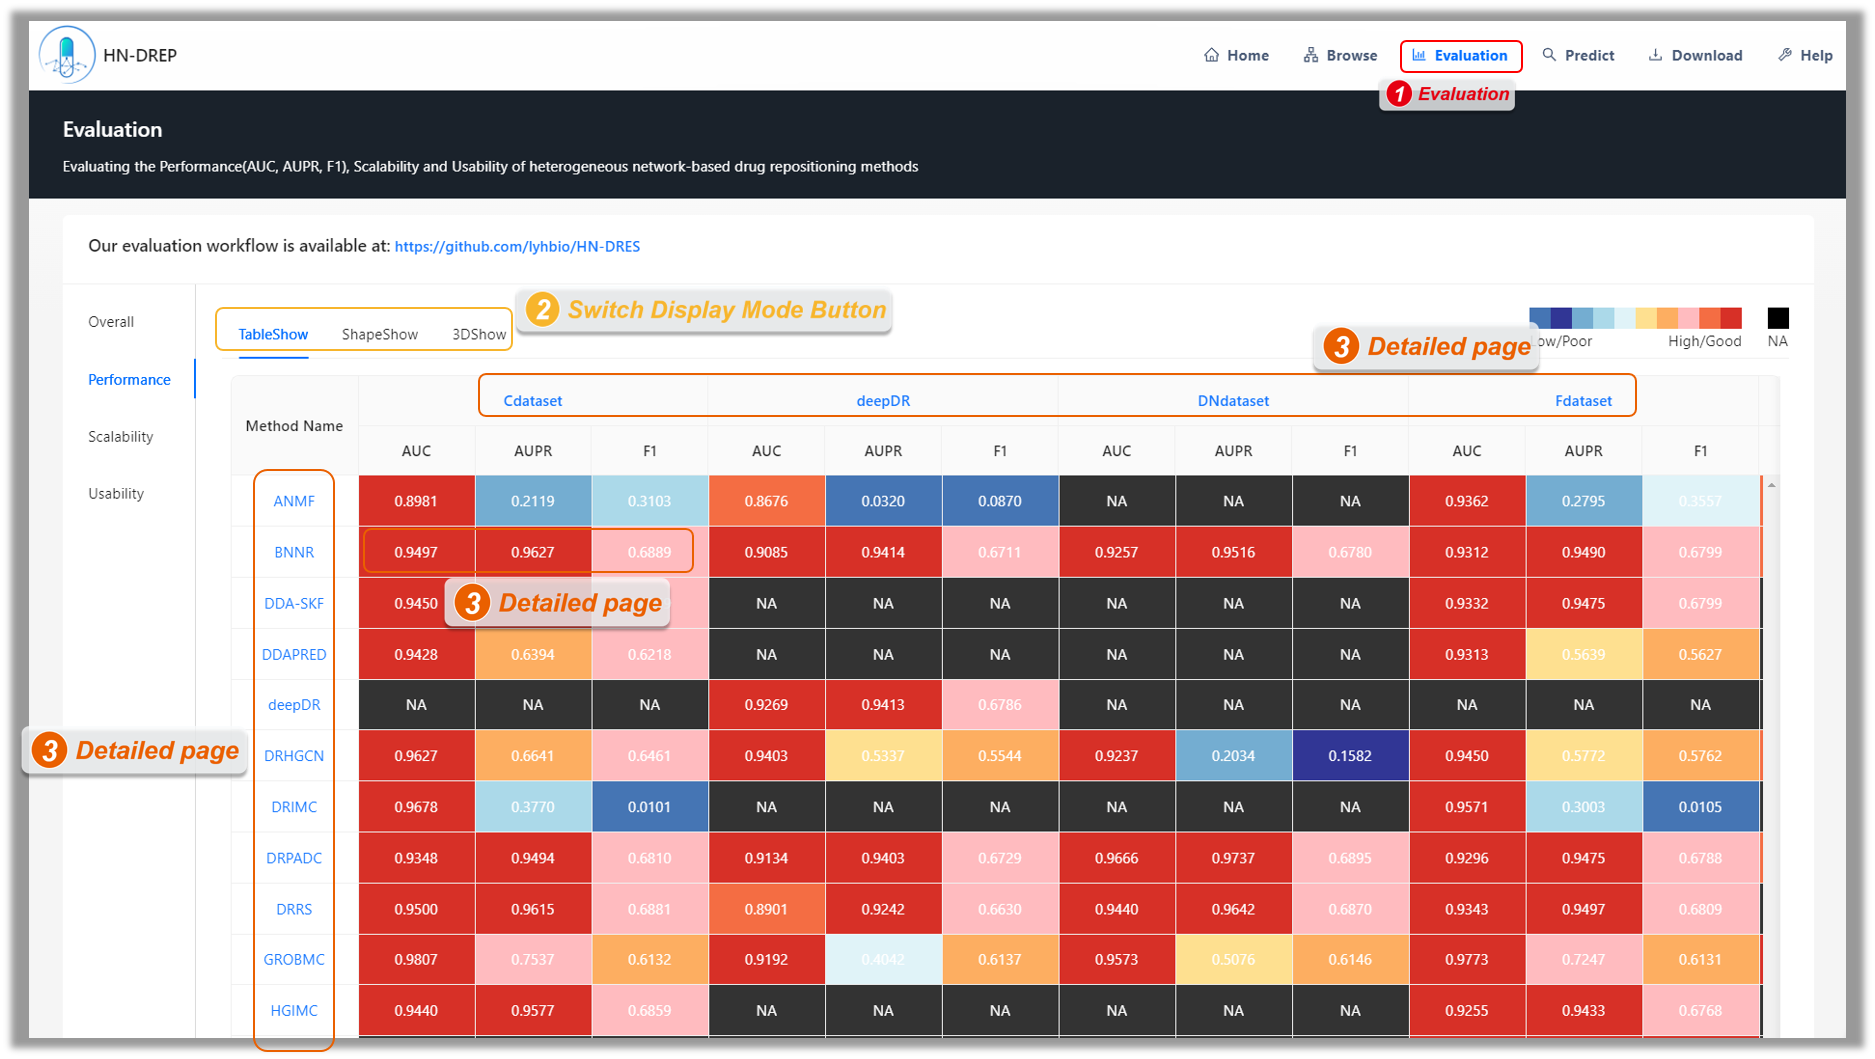 HN-DREP
Home Browse Evaluation Predict Download Help
1 Evaluation
Evaluation
Evaluating the Performance(AUC, AUPR, F1), Scalability and Usability of heterogeneous network-based drug repositioning methods
Our evaluation workflow is available at: https://github.com/lyhbio/HN-DRES
Overall
Performance
Scalability
Usability
TableShow ShapeShow 3DShow
2 Switch Display Mode Button
Low/Poor High/Good NA
3 Detailed page
Method Name Cdataset deepDR DNdataset Fdataset
AUC AUPR F1 AUC AUPR F1 AUC AUPR F1 AUC AUPR F1
ANMF 0.8981 0.2119 0.3103 0.8676 0.0320 0.0870 NA NA NA 0.9362 0.2795 0.3557
BNNR 0.9497 0.9627 0.6889 0.9085 0.9414 0.6711 0.9257 0.9516 0.6780 0.9312 0.9490 0.6799
DDA-SKF 0.9450 NA NA NA NA NA NA 0.9332 0.9475 0.6799
3 Detailed page
DDAPRED 0.9428 0.6394 0.6218 NA NA NA NA NA NA 0.9313 0.5639 0.5627
deepDR NA NA NA 0.9269 0.9413 0.6786 NA NA NA NA NA NA
3 Detailed page
DRHGCN 0.9627 0.6641 0.6461 0.9403 0.5337 0.5544 0.9237 0.2034 0.1582 0.9450 0.5772 0.5762
DRIMC 0.9678 0.3770 0.0101 NA NA NA NA NA NA 0.9571 0.3003 0.0105
DRPADC 0.9348 0.9494 0.6810 0.9134 0.9403 0.6729 0.9666 0.9737 0.6895 0.9296 0.9475 0.6788
DRRS 0.9500 0.9615 0.6881 0.8901 0.9242 0.6630 0.9440 0.9642 0.6870 0.9343 0.9497 0.6809
GROBMC 0.9807 0.7537 0.6132 0.9192 0.4042 0.6137 0.9573 0.5076 0.6146 0.9773 0.7247 0.6131
HGIMC 0.9440 0.9577 0.6859 NA NA NA NA NA NA 0.9255 0.9433 0.6768